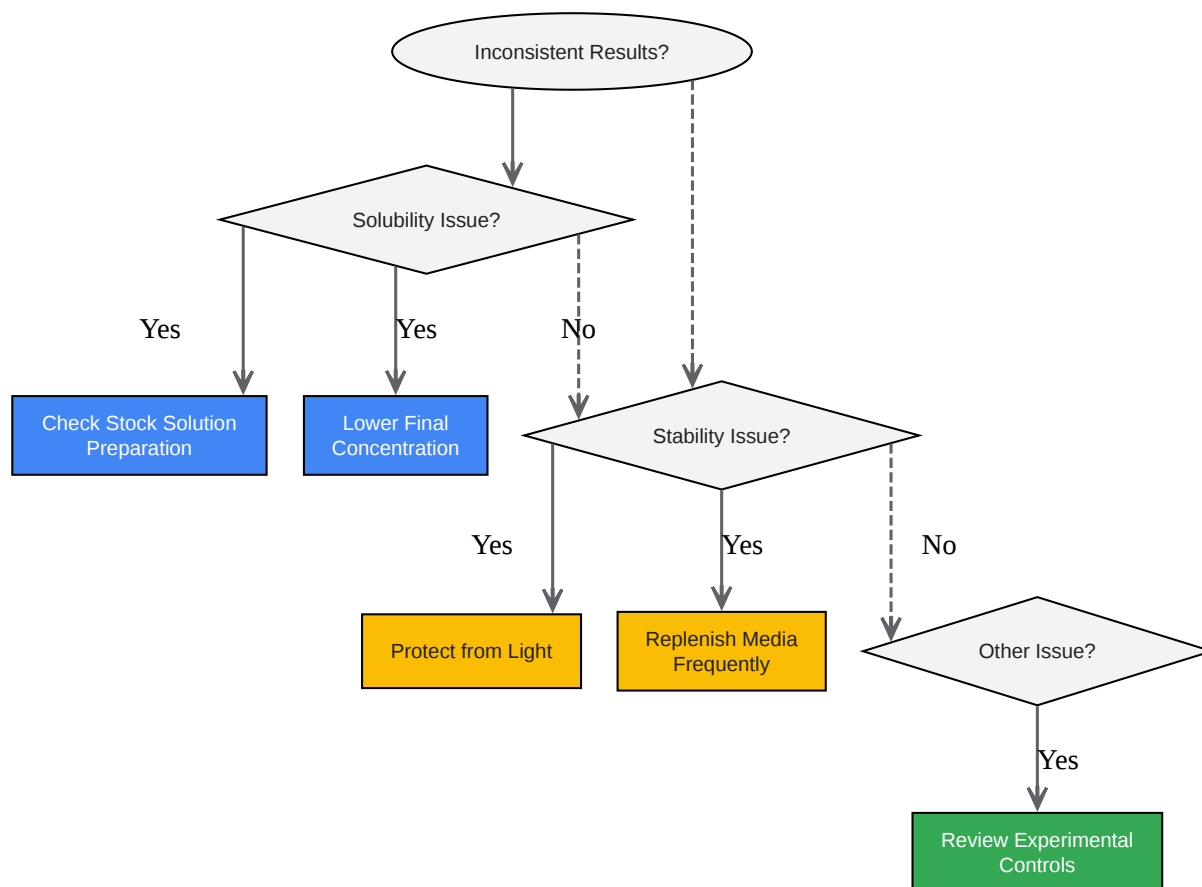 Inconsistent Results?
Solubility Issue?
Yes
Yes
No
Check Stock Solution
Preparation
Lower Final
Concentration
Stability Issue?
Yes
Yes
No
Protect from Light
Replenish Media
Frequently
Other Issue?
Yes
Review Experimental
Controls